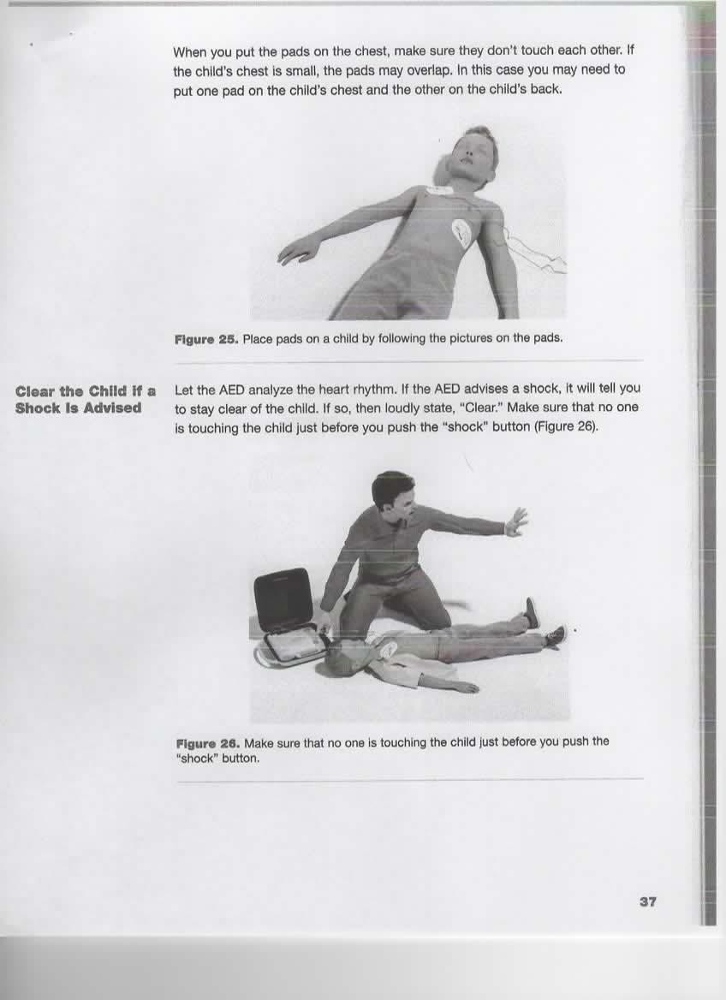 When you put the pads on the chest, make sure they don't touch each other. If
the child's chest is small, the pads may overlap. In this case you may need to
put one pad on the child's chest and the other on the child's back.
Figure 25. Place pads on a child by following the pictures on the pads.
Clear the Child if a
Shock Is Advised
Let the AED analyze the heart rhythm. If the AED advises a shock, it will tell you
to stay clear of the child. If so, then loudly state, “Clear.” Make sure that no one
is touching the child just before you push the “shock” button (Figure 26).
Figure 26. Make sure that no one is touching the child just before you push the
“shock” button.
37